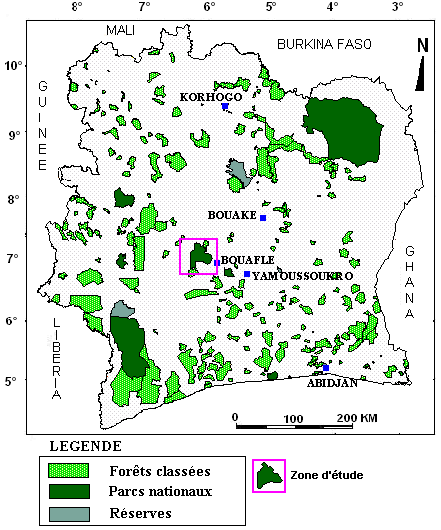 8° 7° 6° 5° 4° 3°
MALI
BURKINA FASO
10°
N
GUINEE
KORHOGO
9°
8°
BOUAKE
7°
BOUAFLE
YAMOUSSOUKRO
GHANA
6°
LIBERIA
5°
ABIDJAN
0 100 200 KM
LEGENDE
Forêts classées
Parcs nationaux
Réserves
Zone d'étude